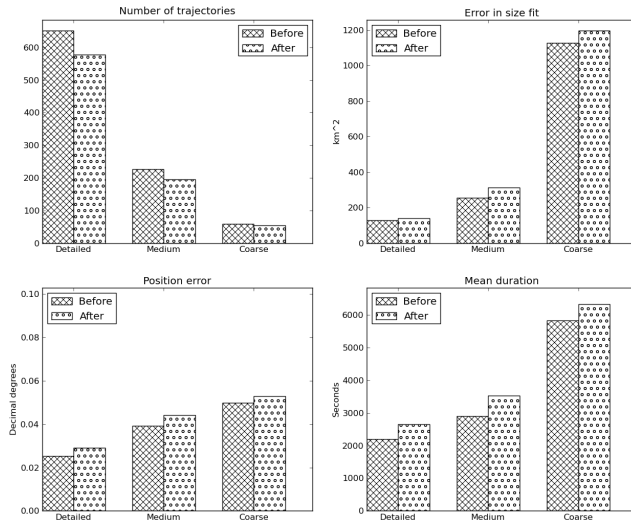 Number of trajectories
Before
After
600
500
400
300
200
100
0
Detailed
Medium
Coarse
Error in size fit
Before
After
km^2
1200
1000
800
600
400
200
0
Detailed
Medium
Coarse
Position error
Before
After
Decimal degrees
0.10
0.08
0.06
0.04
0.02
0.00
Detailed
Medium
Coarse
Mean duration
Before
After
Seconds
6000
5000
4000
3000
2000
1000
0
Detailed
Medium
Coarse